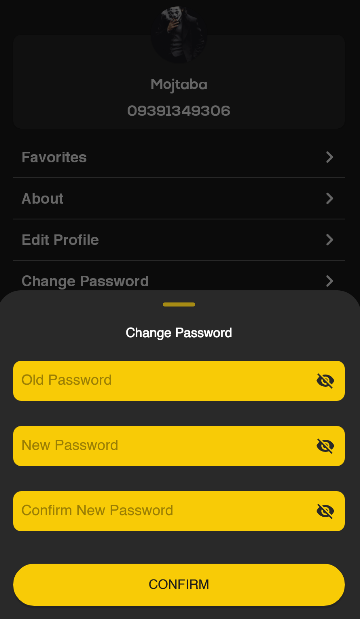 Mojtaba
09391349306
Favorites
About
Edit Profile
Change Password
Change Password
Old Password
New Password
Confirm New Password
CONFIRM